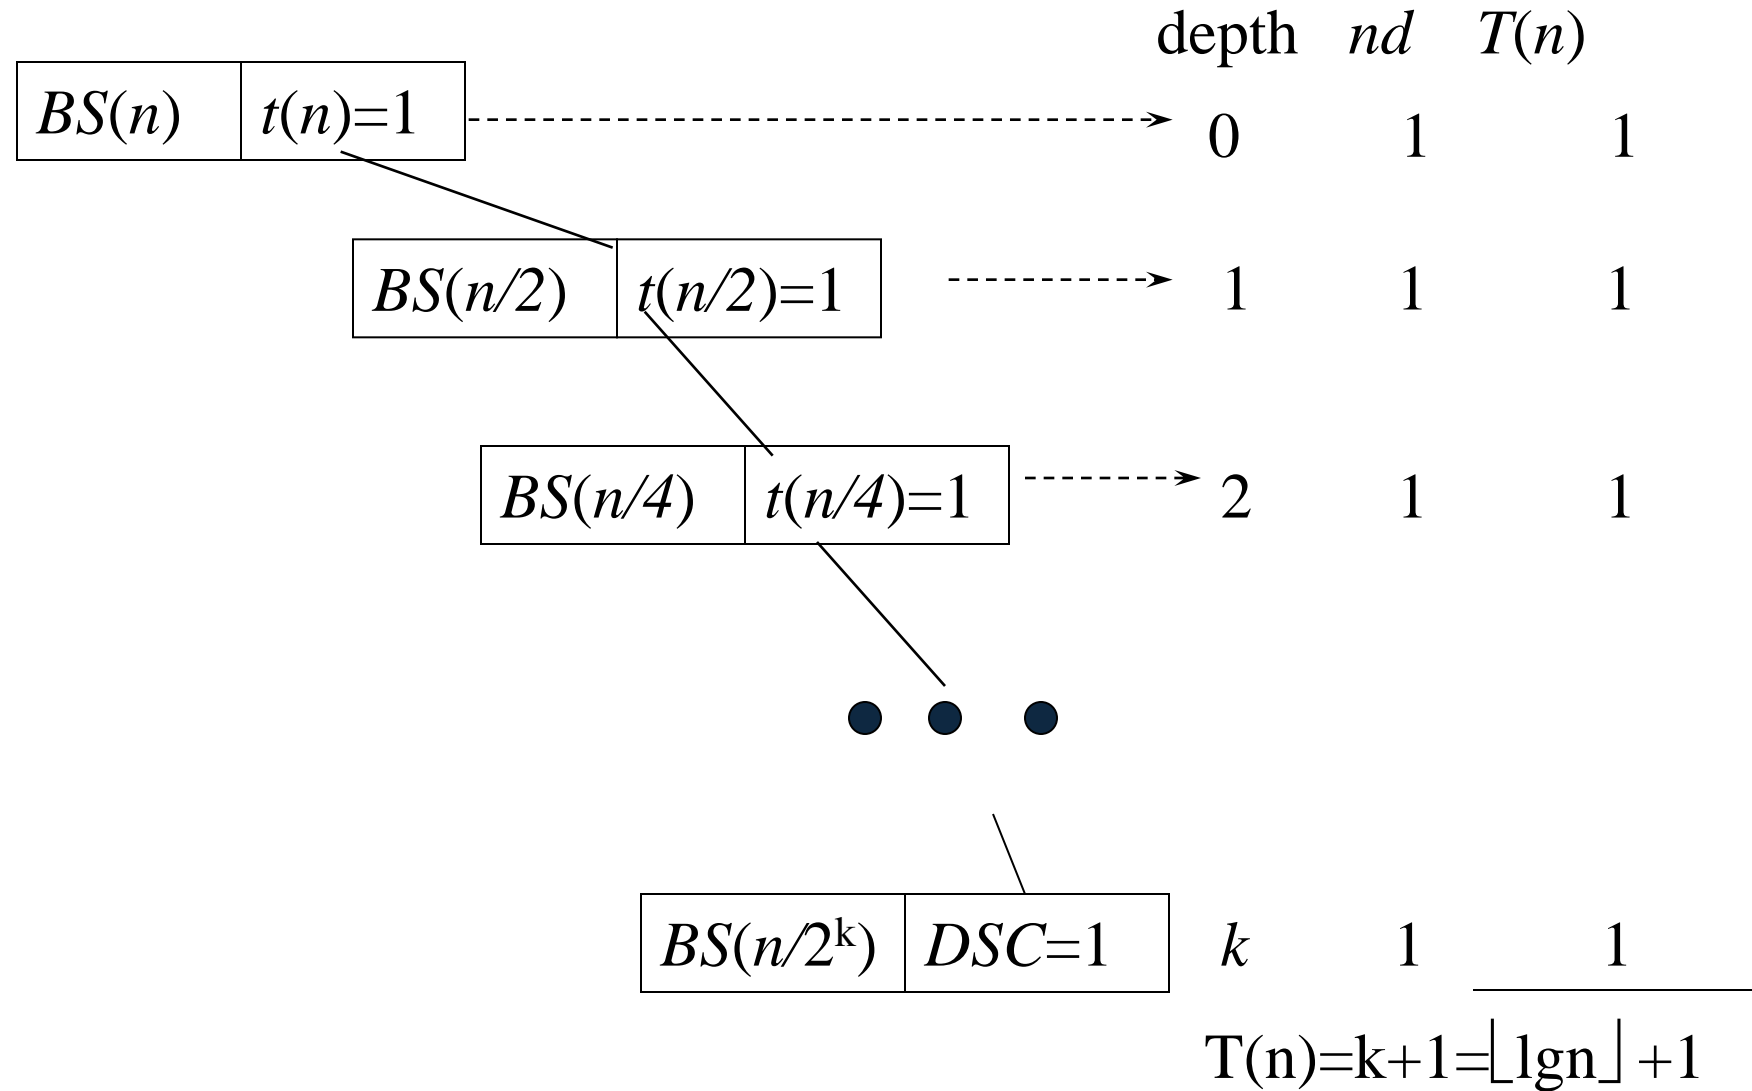 depth nd T(n)
BS(n) t(n)=1 0 1 1
BS(n/2) t(n/2)=1 1 1 1
BS(n/4) t(n/4)=1 2 1 1
BS(n/2ᵏ) DSC=1 k 1 1
T(n)=k+1=⌊lgn⌋ +1